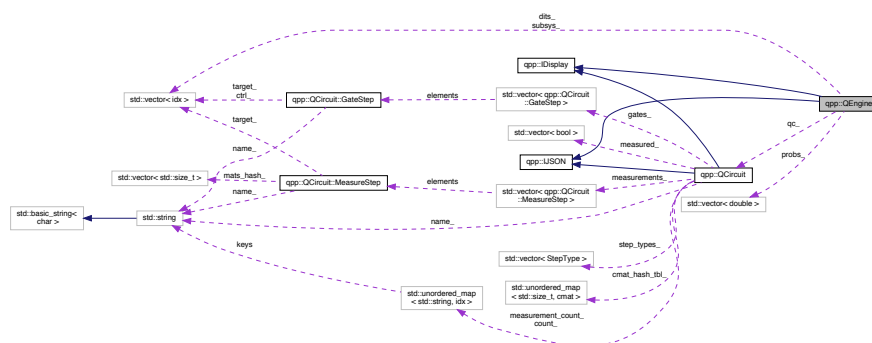 dits_
subsys_
qpp::IDisplay
target_
ctrl_
elements
std::vector< qpp::QCircuit
::GateStep >
qpp::QEngine
std::vector< idx >
qpp::QCircuit::GateStep
gates_
target_
std::vector< bool >
measured_
qc_
name_
qpp::IJSON
probs_
std::vector< std::size_t >
mats_hash_
qpp::QCircuit::MeasureStep
elements
measurements_
qpp::QCircuit
name_
std::vector< qpp::QCircuit
::MeasureStep >
std::vector< double >
std::basic_string<
char >
std::string
name_
keys
step_types_
std::vector< StepType >
cmat_hash_tbl_
std::unordered_map
< std::string, idx >
std::unordered_map
< std::size_t, cmat >
measurement_count_
count_